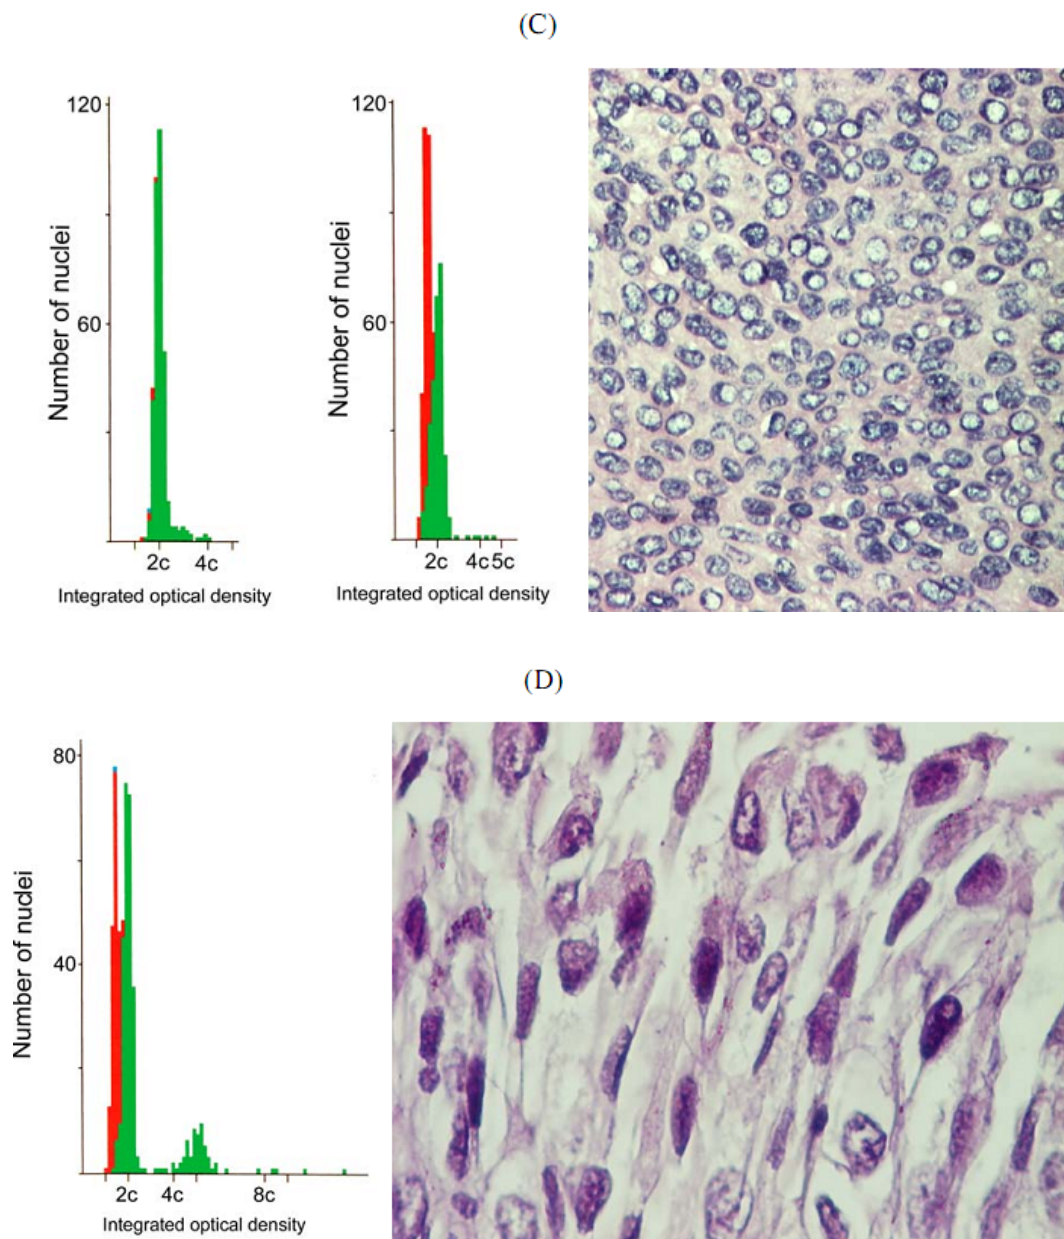 (C)
120
60
Number of nuclei
2c 4c
Integrated optical density
120
60
Number of nuclei
2c 4c 5c
Integrated optical density
(D)
80
40
Number of nuclei
2c 4c 8c
Integrated optical density